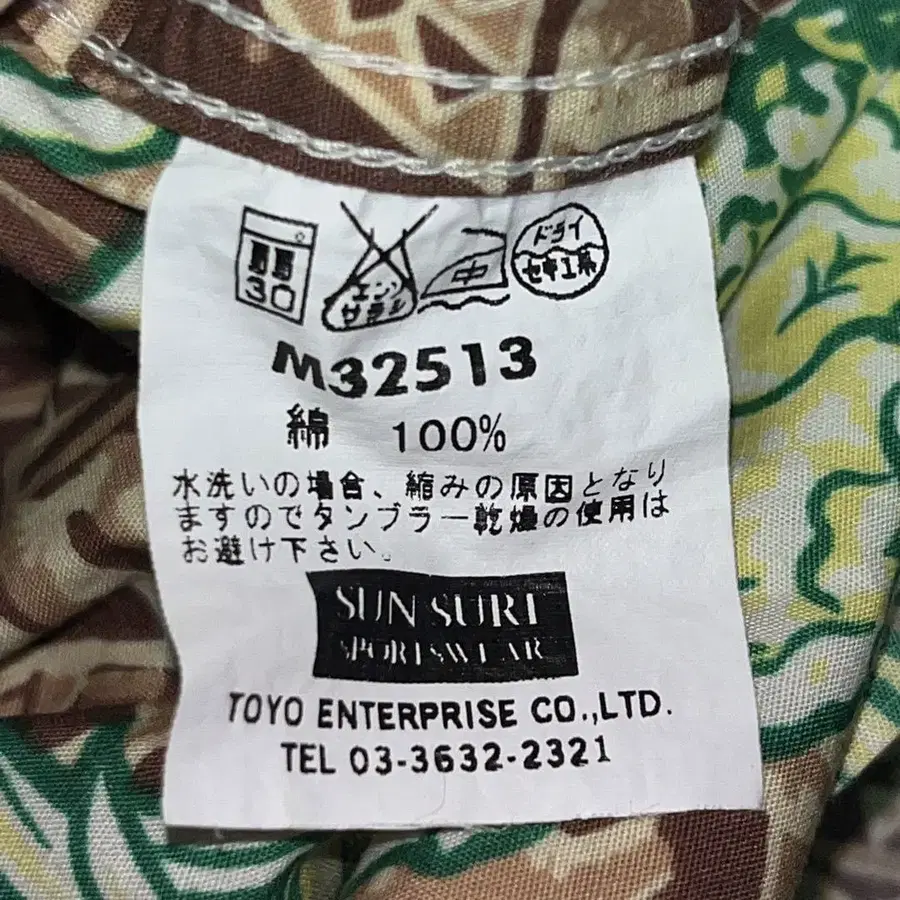 弱
30
エンソ
サラシ
中
ドライ
セキユ系
M32513
綿 100%
水洗いの場合、縮みの原因となり
ますのでタンブラー乾燥の使用は
お避け下さい。
SUN SURF
SPORTSWEAR
TOYO ENTERPRISE CO.,LTD.
TEL 03-3632-2321